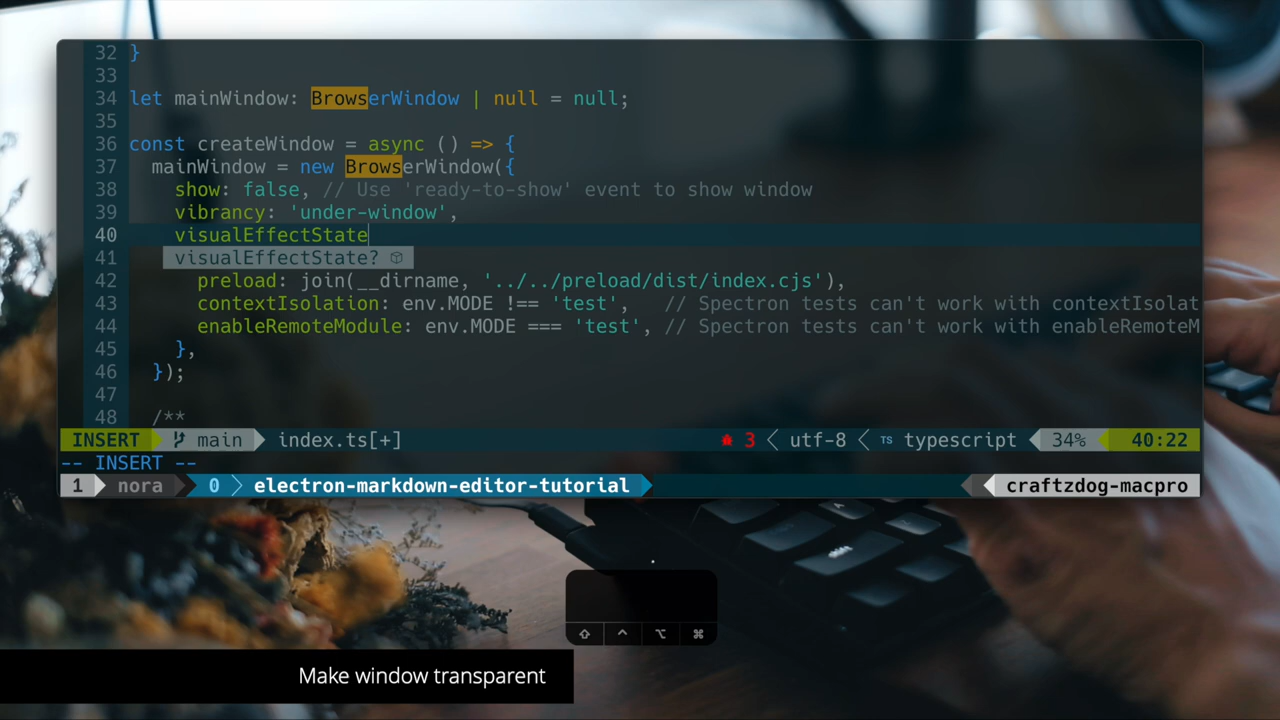 32 }
33
34 let mainWindow: BrowserWindow | null = null;
35
36 const createWindow = async () => {
37 mainWindow = new BrowserWindow({
38 show: false, // Use 'ready-to-show' event to show window
39 vibrancy: 'under-window',
40 visualEffectState
41 visualEffectState?
42 preload: join(__dirname, '../../preload/dist/index.cjs'),
43 contextIsolation: env.MODE !== 'test', // Spectron tests can't work with contextIsolat
44 enableRemoteModule: env.MODE === 'test', // Spectron tests can't work with enableRemoteM
45 },
46 });
47
48 /**
INSERT main index.ts[+] 3 utf-8 TS typescript 34% 40:22
-- INSERT --
1 nora 0 electron-markdown-editor-tutorial craftzdog-macpro
⇧ ^ ⌥ ⌘
Make window transparent